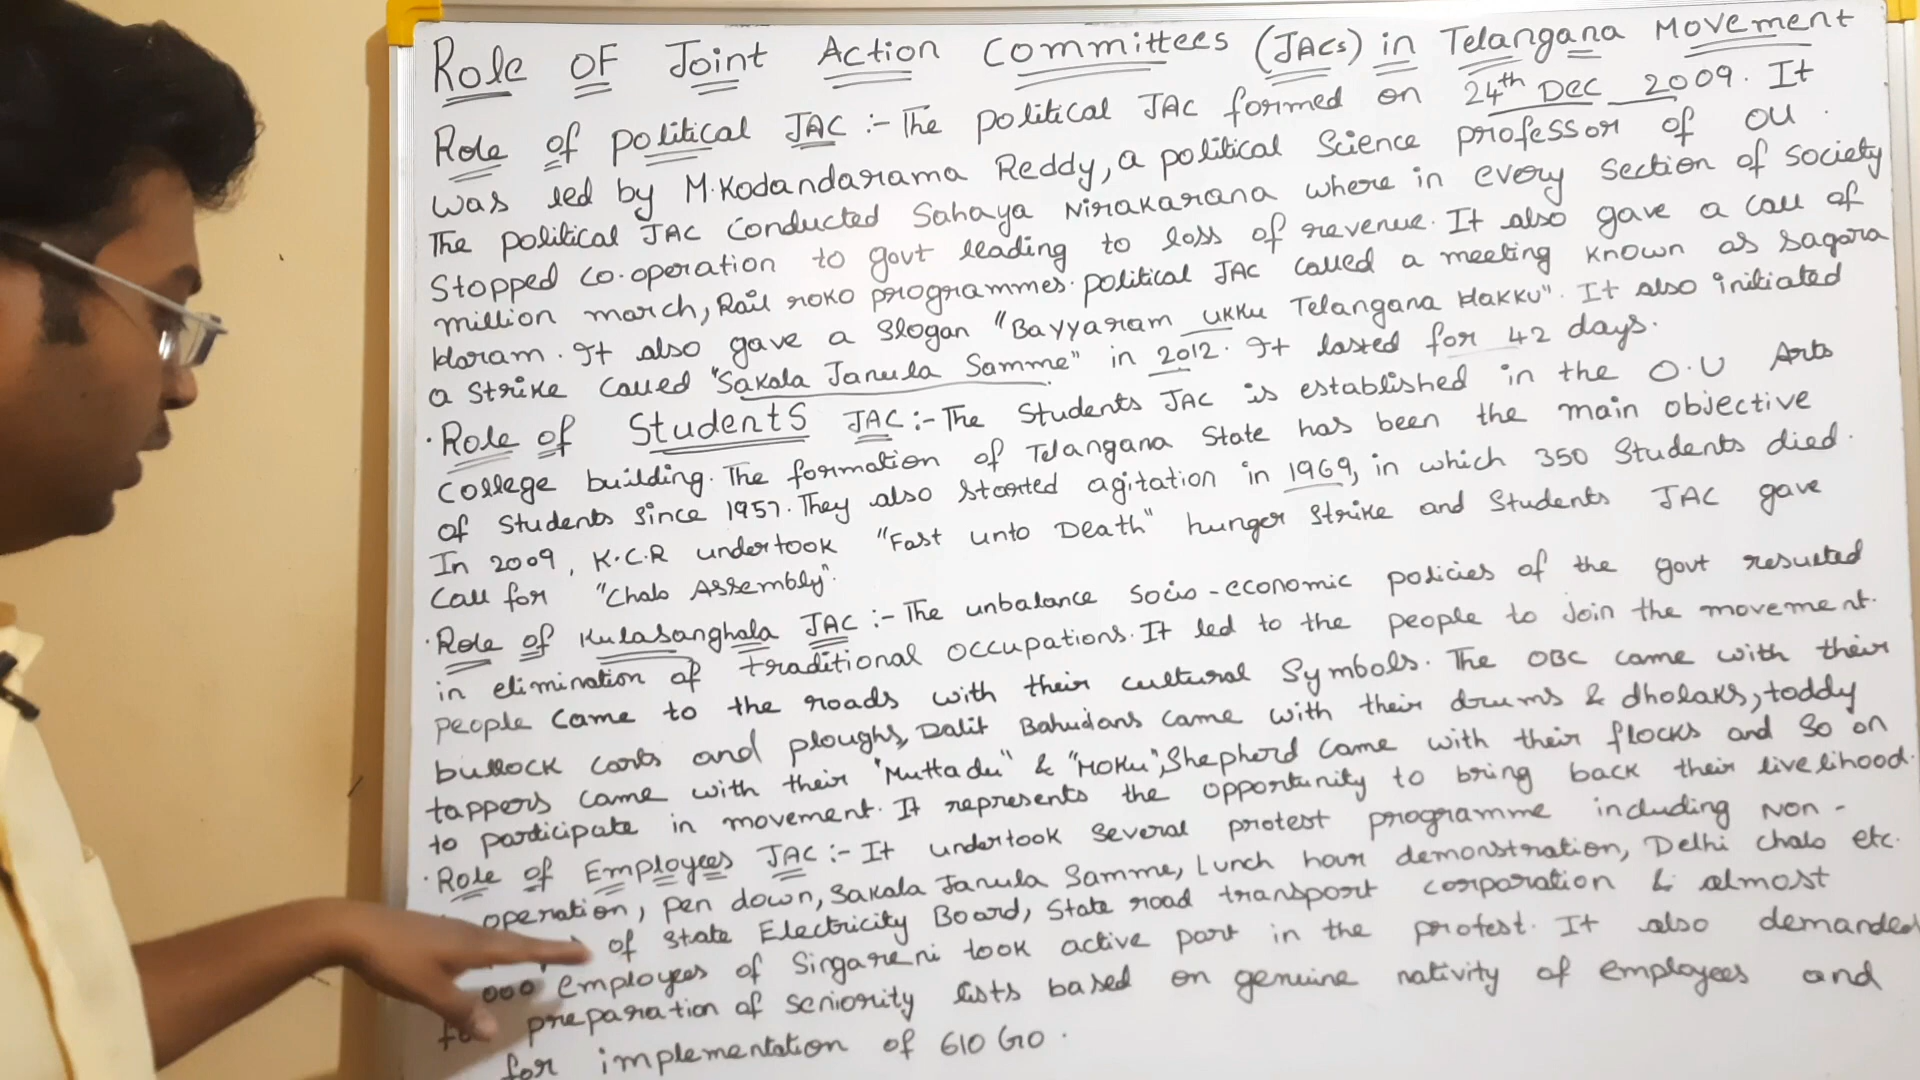 Role OF Joint Action Committees (JACs) in Telangana Movement
Role of political JAC :- The political JAC formed on 24th Dec 2009. It
was led by M.Kodandarama Reddy, a political Science professor of OU.
The political JAC conducted Sahaya Nirakarana where in every section of society
stopped co.operation to govt leading to loss of revenue. It also gave a call of
million march, Rail roko programmes. political JAC called a meeting known as Sagara
Haram. It also gave a slogan "Bayyaram ukku Telangana Hakku". It also initiated
a strike called "Sakala Janula Samme" in 2012. It lasted for 42 days.
· Role of Students JAC :- The Students JAC is established in the O.U Arts
college building. The formation of Telangana State has been the main objective
of students since 1957. They also started agitation in 1969, in which 350 Students died.
In 2009, K.C.R undertook "Fast unto Death" hunger strike and Students JAC gave
call for "Chalo Assembly".
· Role of Kulasanghala JAC :- The unbalance Socio-economic policies of the govt resulted
in elimination of traditional occupations. It led to the people to Join the movement.
people came to the roads with their cultural Symbols. The OBC came with their
bullock carts and ploughs, Dalit Bahudans came with their drums & dholaks, toddy
tappers came with their "Muttadu" & "Moku", Shepherd came with their flocks and so on
to participate in movement. It represents the opportunity to bring back their livelihood.
· Role of Employees JAC :- It undertook several protest programme including Non-
operation, pen down, Sakala Janula Samme, Lunch hour demonstration, Delhi chalo etc.
of State Electricity Board, State road transport corporation & almost
000 employees of Singareni took active part in the protest. It also demanded
preparation of seniority lists based on genuine nativity of employees and
for implementation of 610 GO.